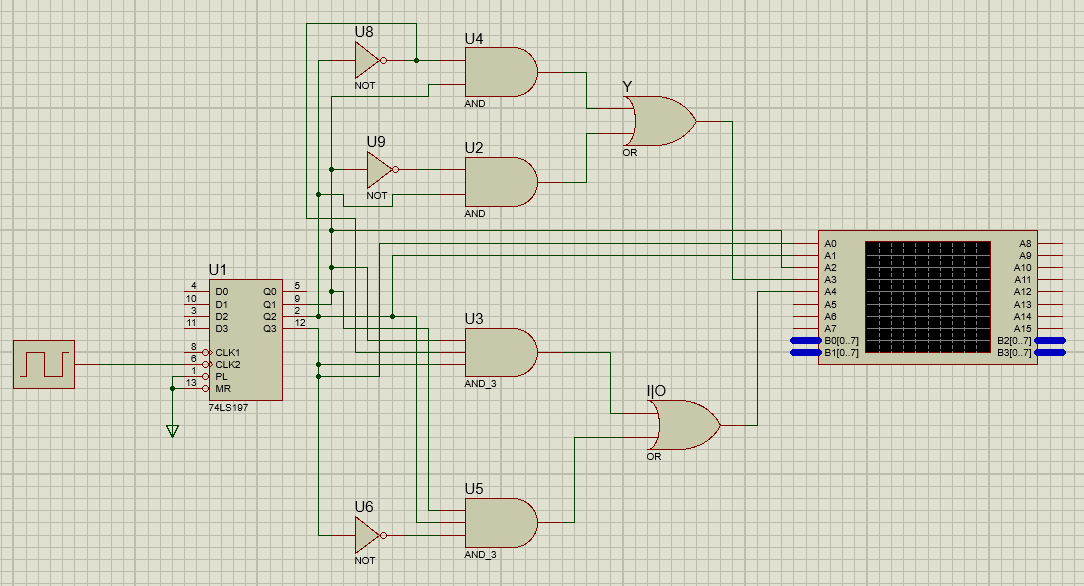 U8
NOT
U4
AND
Y
OR
U9
NOT
U2
AND
U1
4 D0 Q0 5
10 D1 Q1 9
3 D2 Q2 2
11 D3 Q3 12
8 CLK1
6 CLK2
1 PL
13 MR
74LS197
U3
AND_3
I|O
OR
U6
NOT
U5
AND_3
A0 A8
A1 A9
A2 A10
A3 A11
A4 A12
A5 A13
A6 A14
A7 A15
B0[0..7] B2[0..7]
B1[0..7] B3[0..7]